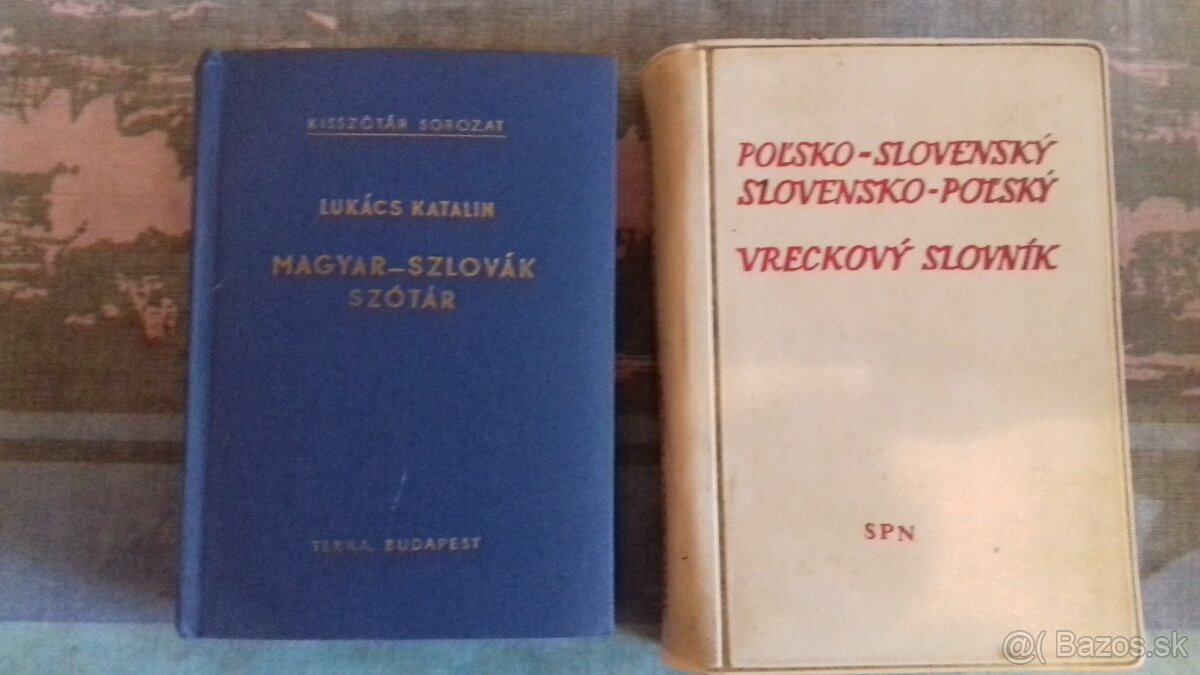 KISSZÓTÁR SOROZAT
LUKÁCS KATALIN
MAGYAR–SZLOVÁK
SZÓTÁR
TERRA, BUDAPEST
POĽSKO-SLOVENSKÝ
SLOVENSKO-POĽSKÝ
VRECKOVÝ SLOVNÍK
SPN
@( Bazos.sk